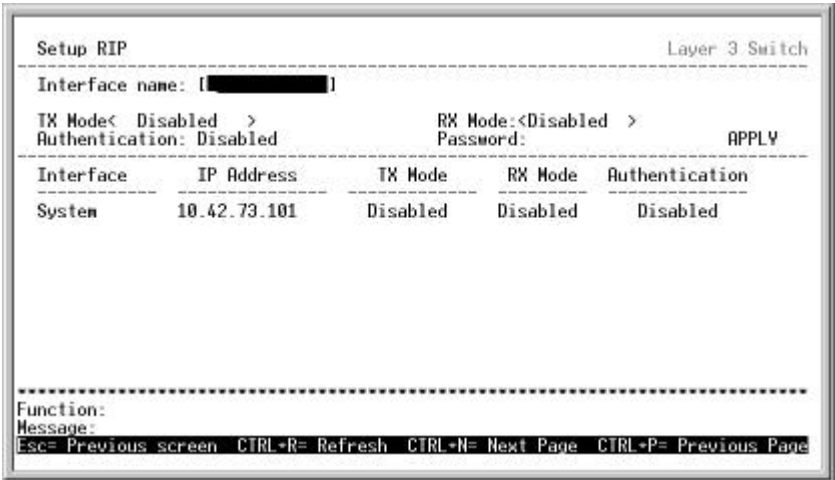 Setup RIP Layer 3 Switch
Interface name: [ ]
TX Mode< Disabled > RX Mode:<Disabled >
Authentication: Disabled Password: APPLY
Interface IP Address TX Mode RX Mode Authentication
System 10.42.73.101 Disabled Disabled Disabled
Function:
Message:
Esc= Previous screen CTRL+R= Refresh CTRL+N= Next Page CTRL+P= Previous Page